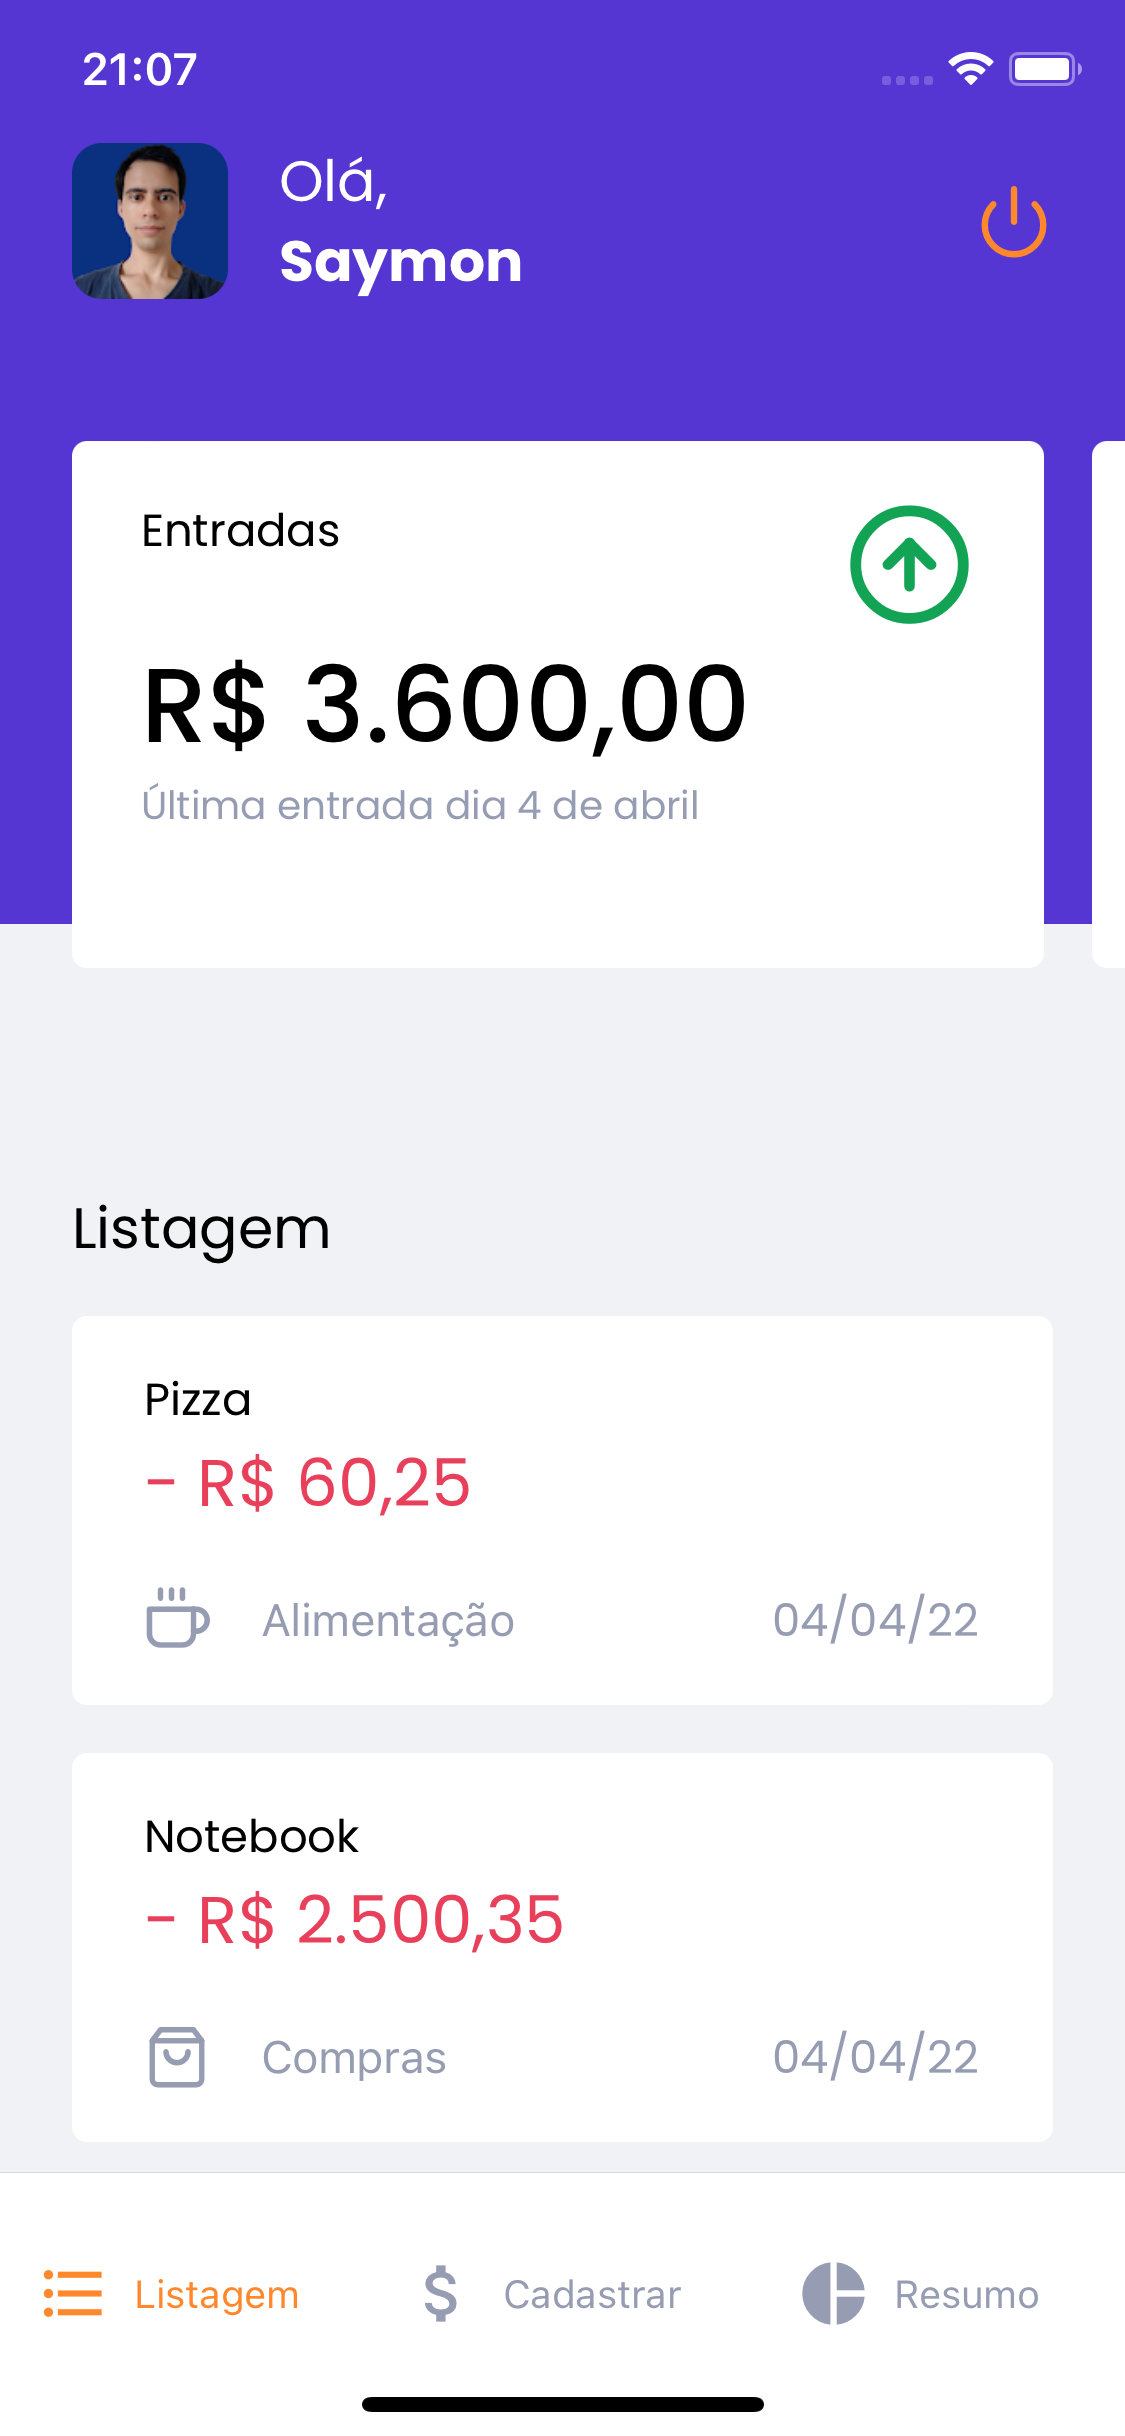 21:07
Olá,
Saymon
Entradas
R$ 3.600,00
Última entrada dia 4 de abril
Listagem
Pizza
- R$ 60,25
Alimentação 04/04/22
Notebook
- R$ 2.500,35
Compras 04/04/22
Listagem Cadastrar Resumo